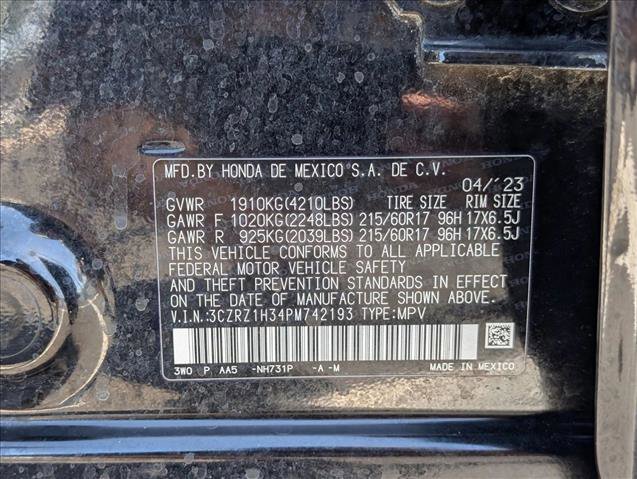 MFD.BY HONDA DE MEXICO S.A. DE C.V.
04/'23
GVWR 1910KG(4210LBS) TIRE SIZE RIM SIZE
GAWR F 1020KG(2248LBS) 215/60R17 96H 17X6.5J
GAWR R 925KG(2039LBS) 215/60R17 96H 17X6.5J
THIS VEHICLE CONFORMS TO ALL APPLICABLE
FEDERAL MOTOR VEHICLE SAFETY
AND THEFT PREVENTION STANDARDS IN EFFECT
ON THE DATE OF MANUFACTURE SHOWN ABOVE.
V.I.N.:3CZRZ1H34PM742193 TYPE:MPV
3W0 P AA5 -NH731P -A -M MADE IN MEXICO